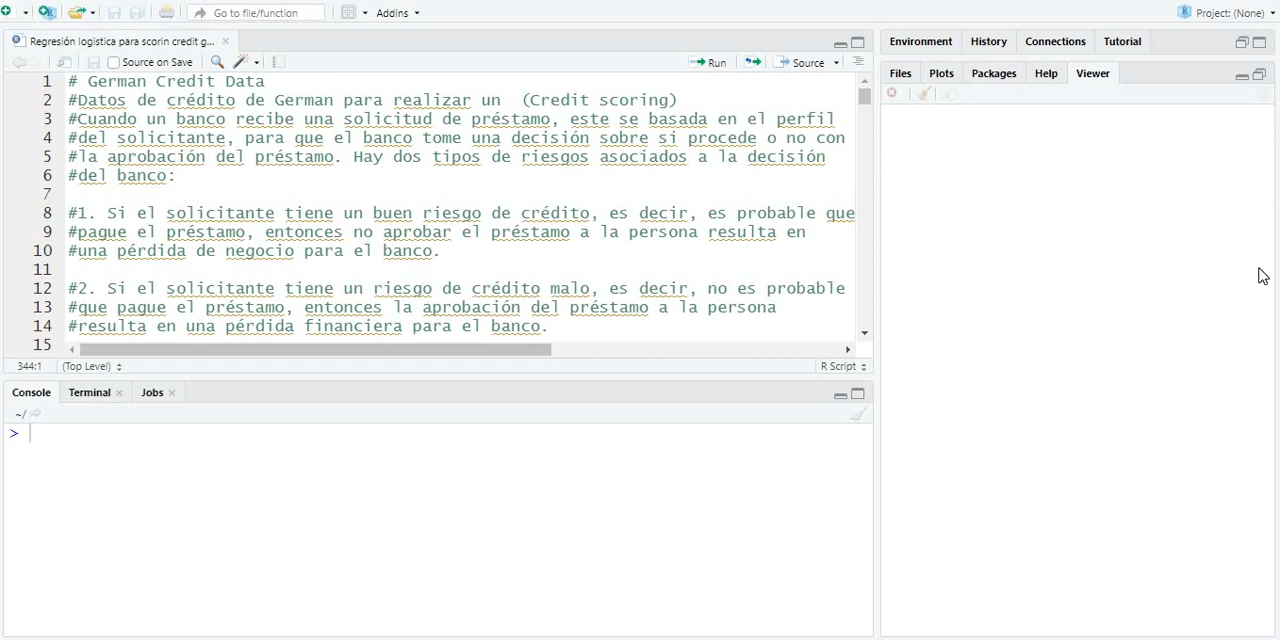 Go to file/function
Addins
Project: (None)
Regresión logistica para scorin credit g...
Source on Save
Run
Source
1 # German Credit Data
2 #Datos de crédito de German para realizar un (Credit scoring)
3 #Cuando un banco recibe una solicitud de préstamo, este se basada en el perfil
4 #del solicitante, para que el banco tome una decisión sobre si procede o no con
5 #la aprobación del préstamo. Hay dos tipos de riesgos asociados a la decisión
6 #del banco:
7
8 #1. Si el solicitante tiene un buen riesgo de crédito, es decir, es probable que
9 #pague el préstamo, entonces no aprobar el préstamo a la persona resulta en
10 #una pérdida de negocio para el banco.
11
12 #2. Si el solicitante tiene un riesgo de crédito malo, es decir, no es probable
13 #que pague el préstamo, entonces la aprobación del préstamo a la persona
14 #resulta en una pérdida financiera para el banco.
15
344:1 (Top Level) R Script
Console Terminal Jobs
~/
>
Environment History Connections Tutorial
Files Plots Packages Help Viewer